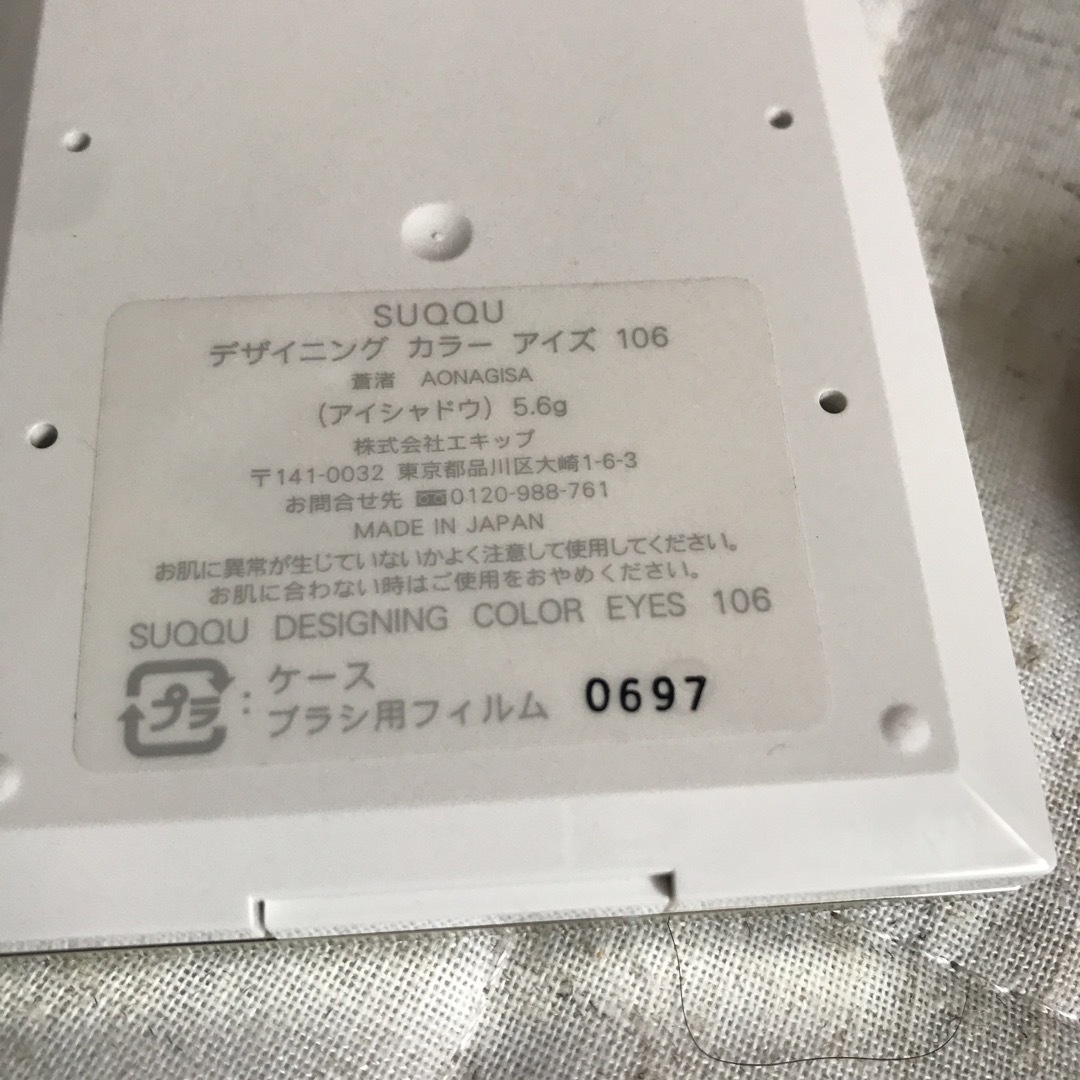 SUQQU
デザイニング カラー アイズ 106
蒼渚 AONAGISA
(アイシャドウ) 5.6g
株式会社エキップ
〒141-0032 東京都品川区大崎1-6-3
お問合せ先 0120-988-761
MADE IN JAPAN
お肌に異常が生じていないかよく注意して使用してください。
お肌に合わない時はご使用をおやめください。
SUQQU DESIGNING COLOR EYES 106
プラ : ケース
ブラシ用フィルム 0697